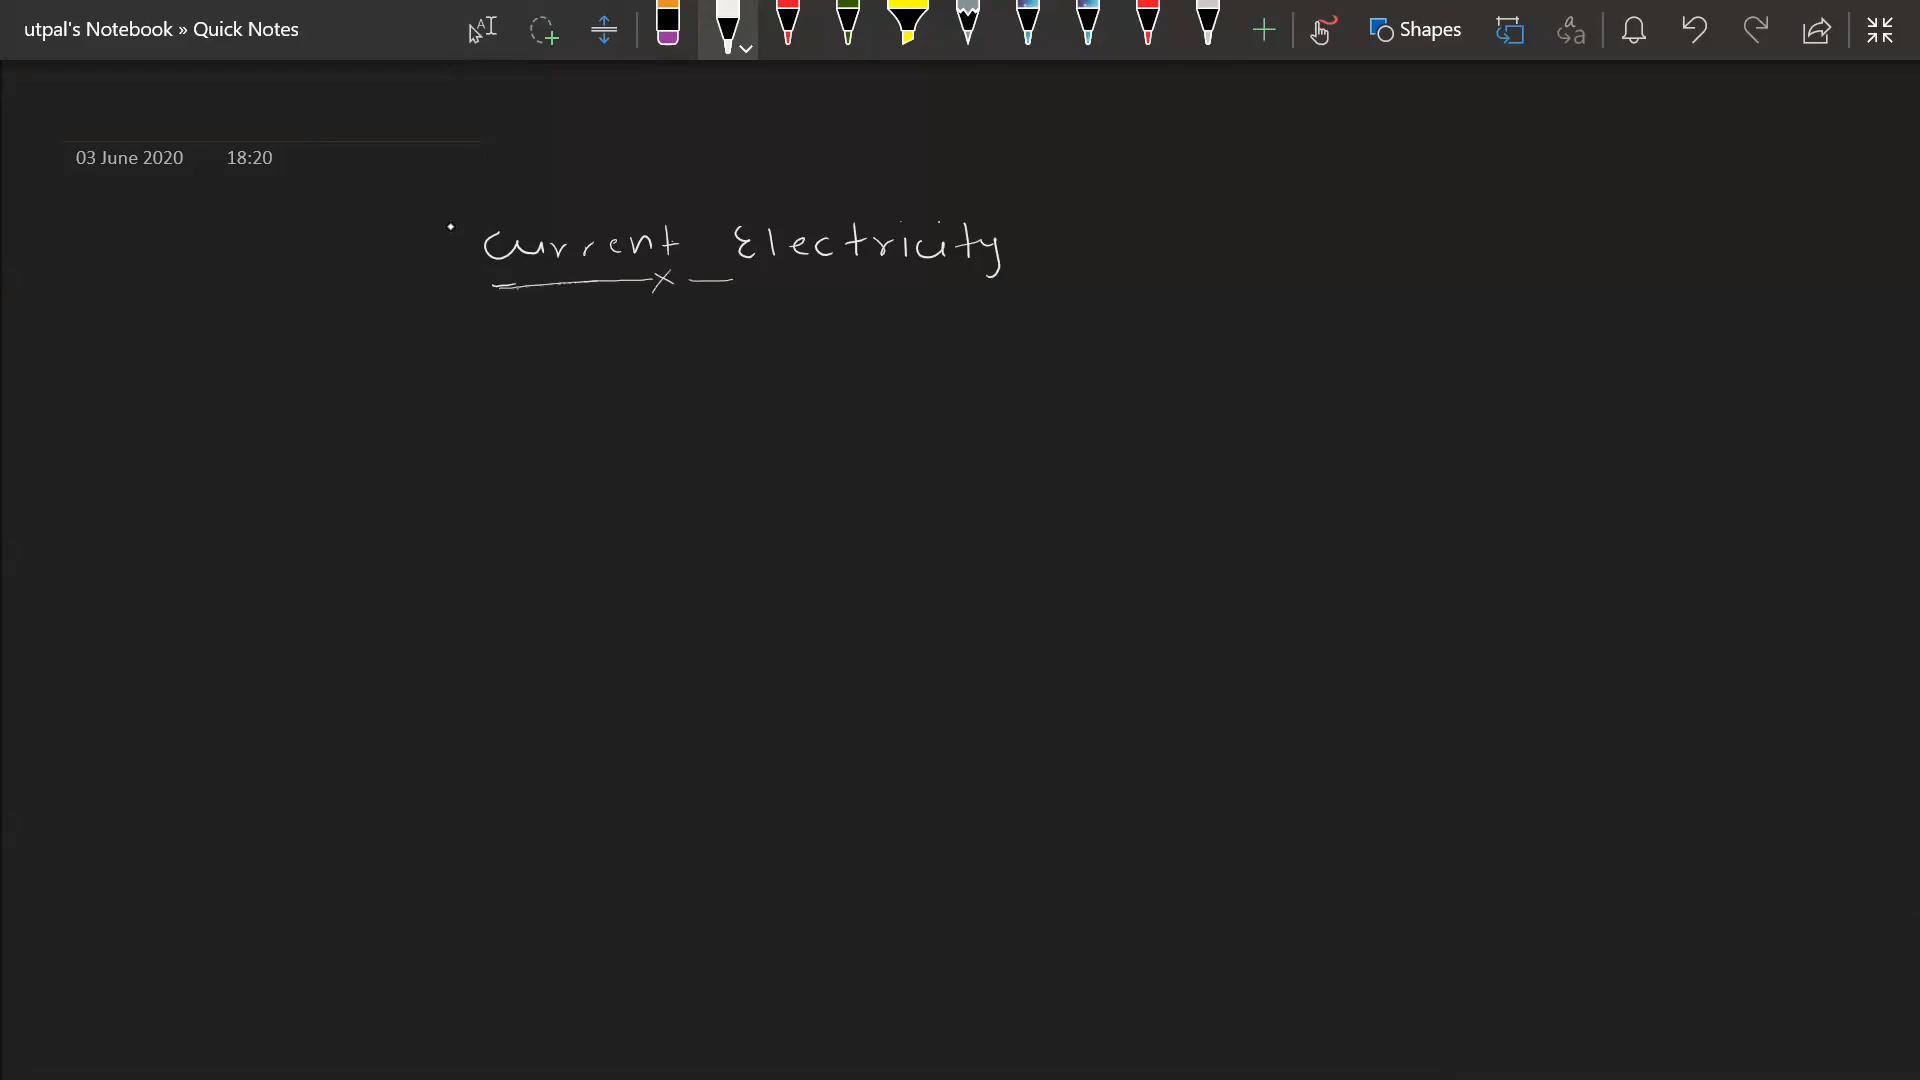 utpal's Notebook » Quick Notes
Shapes
03 June 2020 18:20
Current Electricity